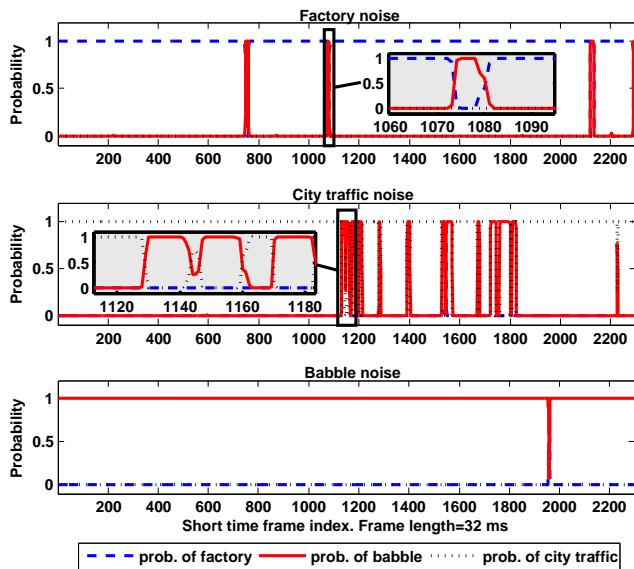 Factory noise
Probability
1
0.5
0
1
0.5
0
1060 1070 1080 1090
200 400 600 800 1000 1200 1400 1600 1800 2000 2200
City traffic noise
Probability
1
0.5
0
1
0.5
0
1120 1140 1160 1180
200 400 600 800 1000 1200 1400 1600 1800 2000 2200
Babble noise
Probability
1
0.5
0
200 400 600 800 1000 1200 1400 1600 1800 2000 2200
Short time frame index. Frame length=32 ms
prob. of factory prob. of babble prob. of city traffic